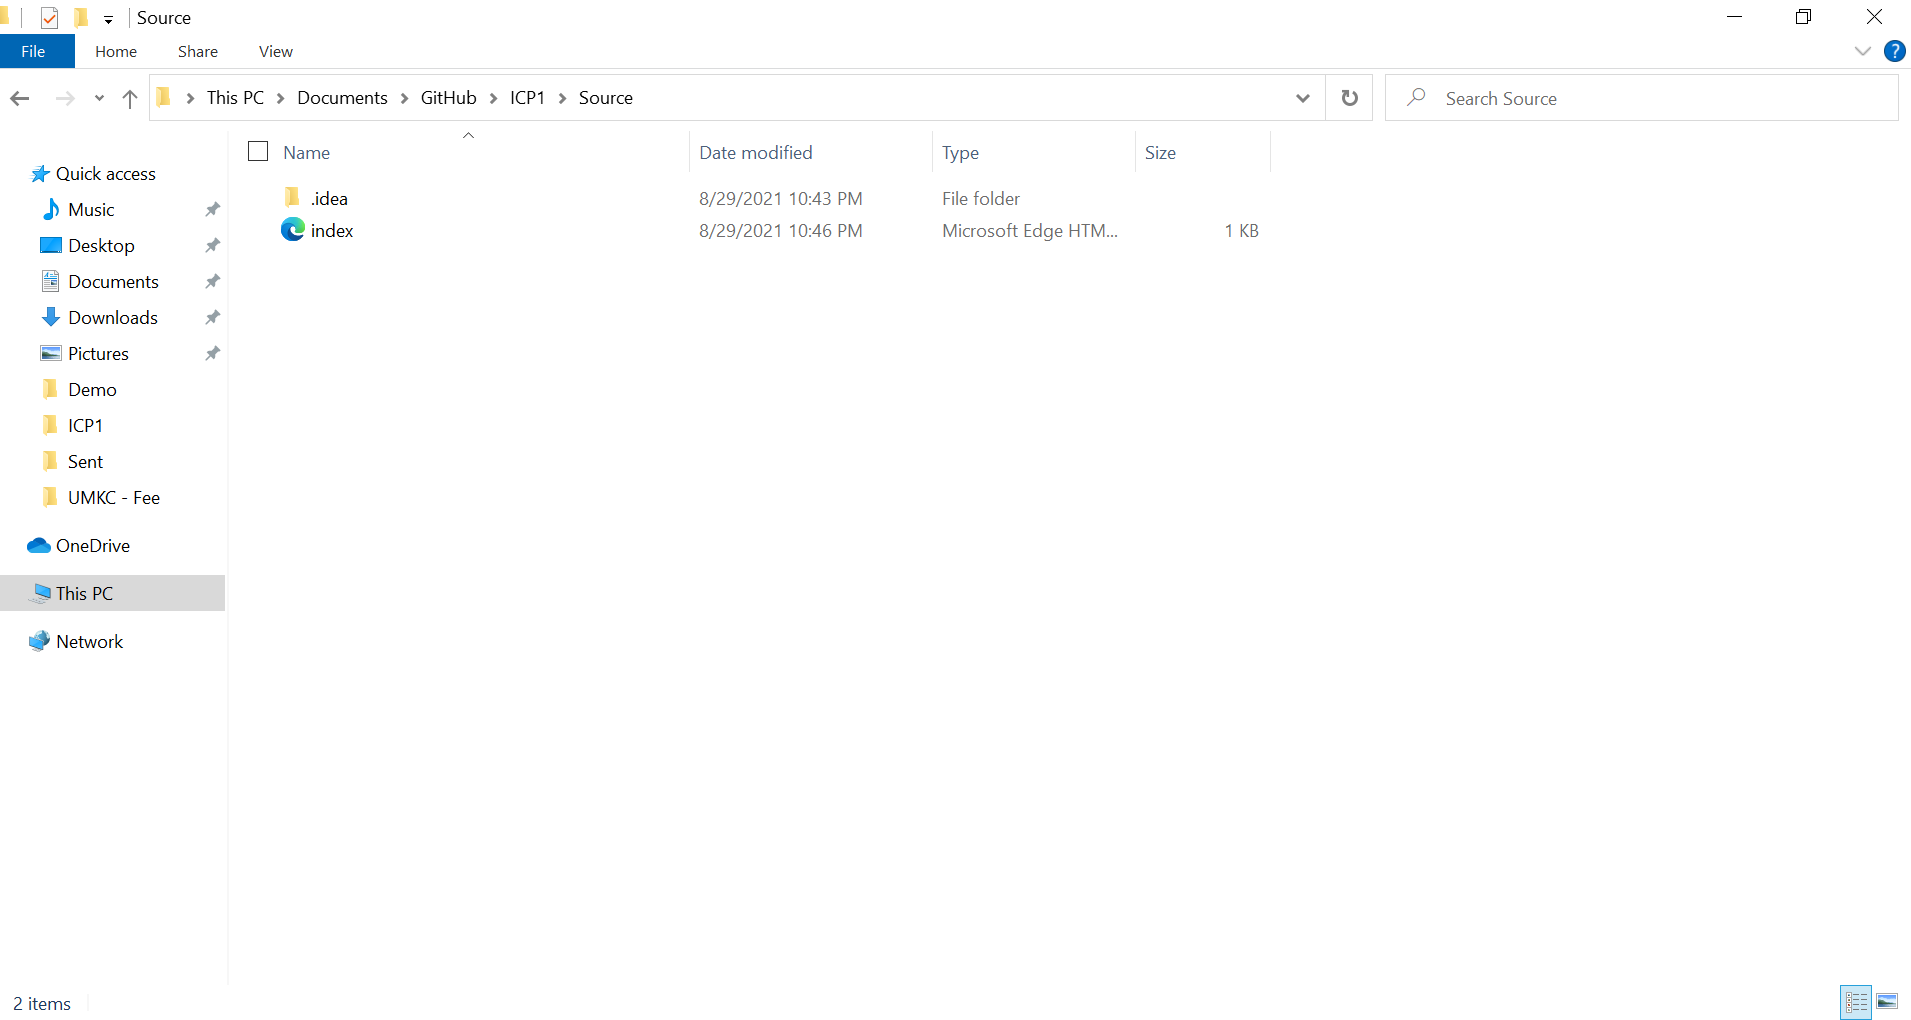 Source
File Home Share View
?
This PC Documents GitHub ICP1 Source
Search Source
Name Date modified Type Size
.idea 8/29/2021 10:43 PM File folder
index 8/29/2021 10:46 PM Microsoft Edge HTM... 1 KB
Quick access
Music
Desktop
Documents
Downloads
Pictures
Demo
ICP1
Sent
UMKC - Fee
OneDrive
This PC
Network
2 items